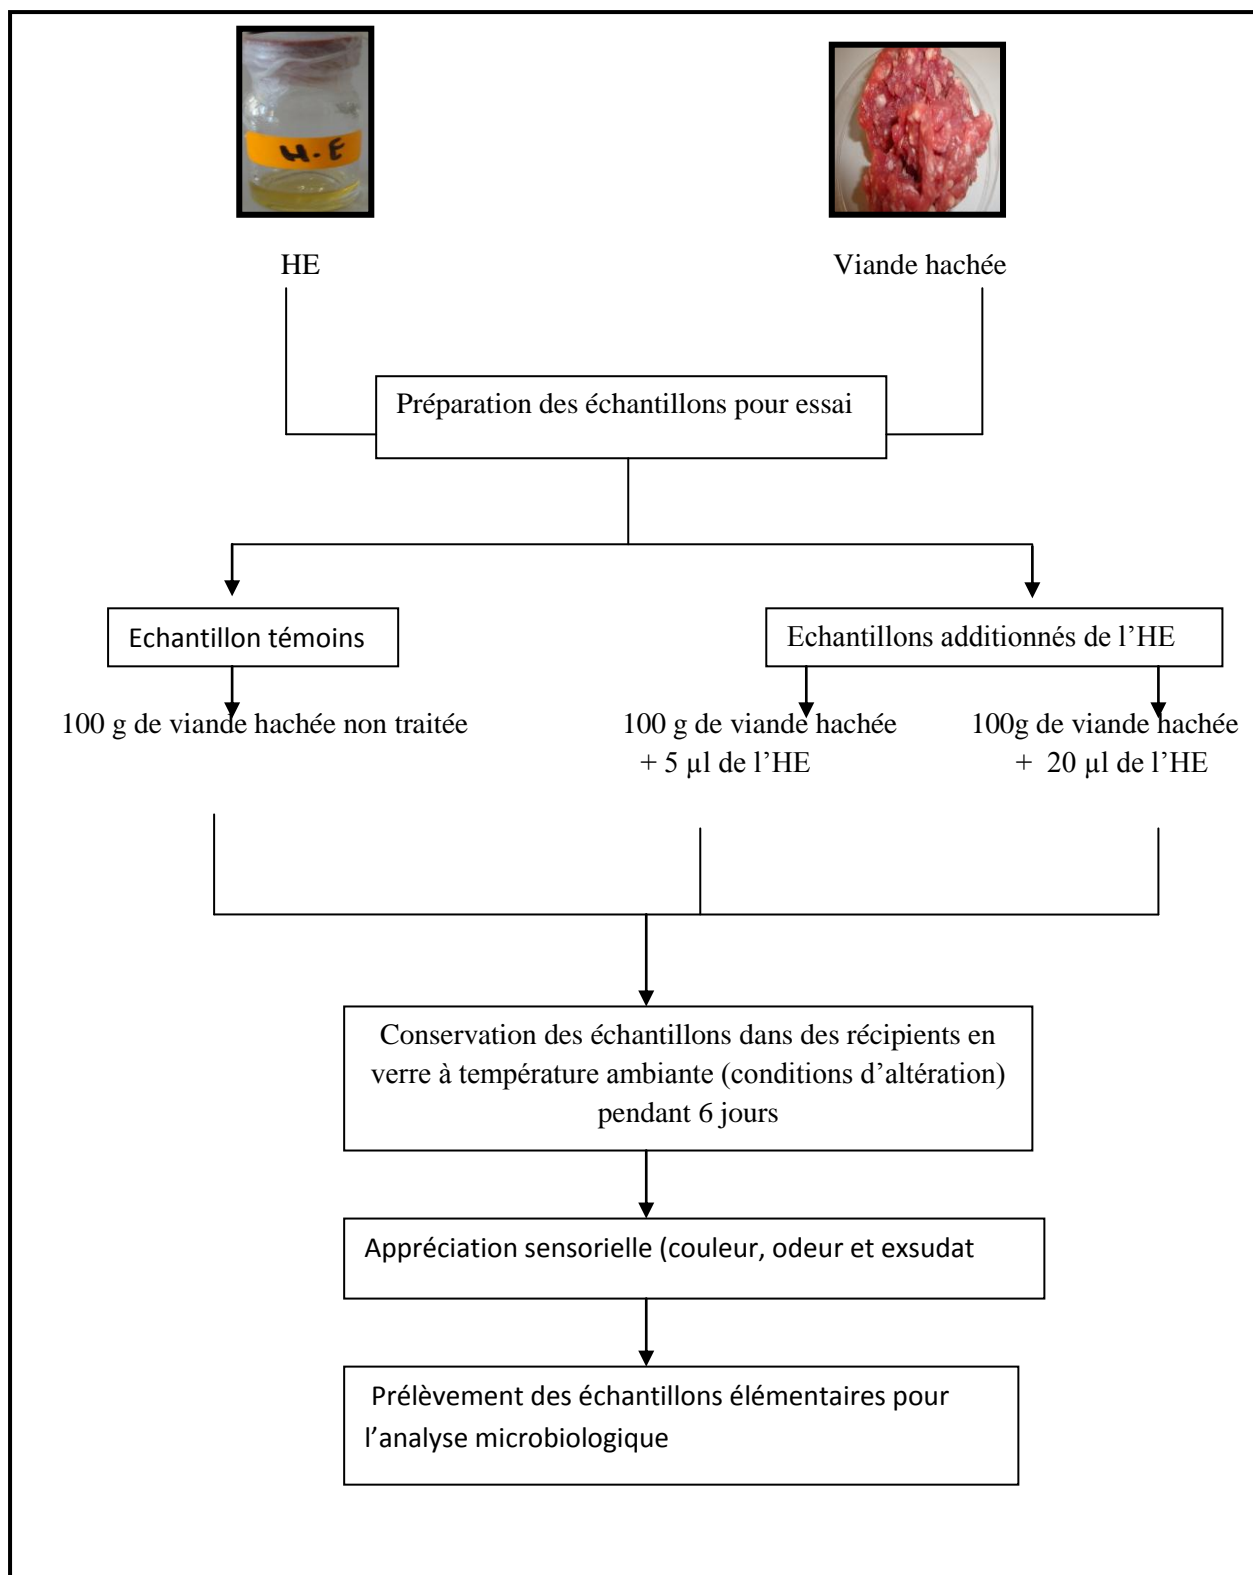 H-E
HE
Viande hachée
Préparation des échantillons pour essai
Echantillon témoins
Echantillons additionnés de l’HE
100 g de viande hachée non traitée
100 g de viande hachée
+ 5 µl de l’HE
100g de viande hachée
+ 20 µl de l’HE
Conservation des échantillons dans des récipients en
verre à température ambiante (conditions d’altération)
pendant 6 jours
Appréciation sensorielle (couleur, odeur et exsudat
Prélèvement des échantillons élémentaires pour
l’analyse microbiologique